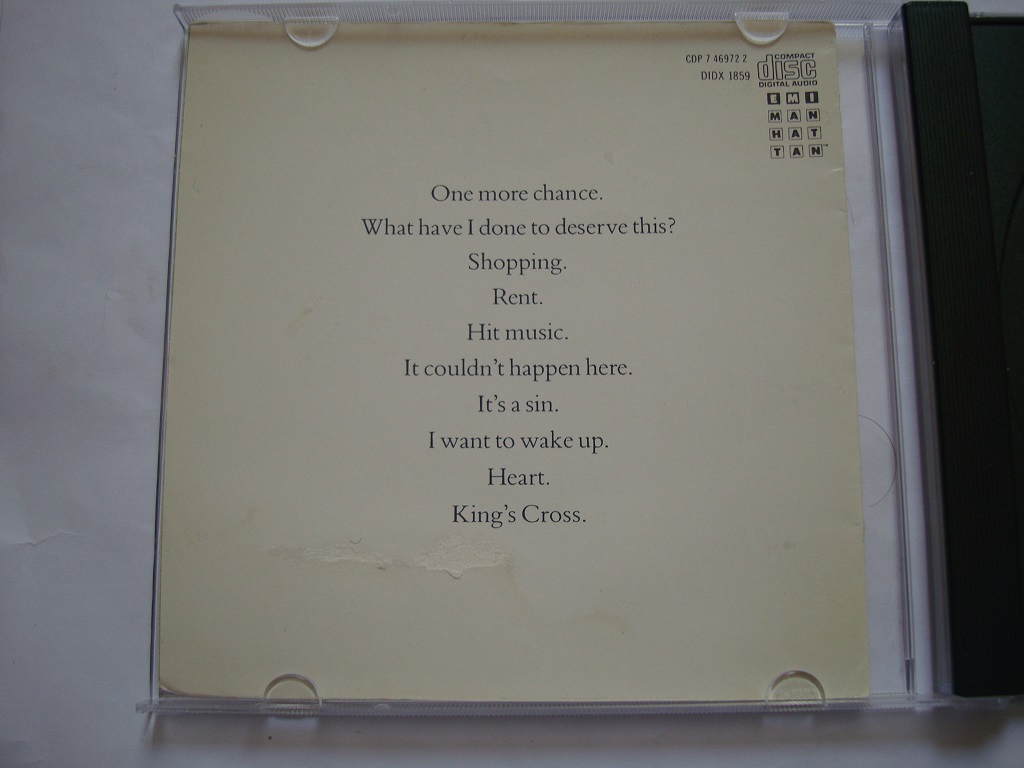 CDP 7 46972 2
DIDX 1859
COMPACT
disc
DIGITAL AUDIO
EMI
MAN
HAT
TAN™
One more chance.
What have I done to deserve this?
Shopping.
Rent.
Hit music.
It couldn't happen here.
It's a sin.
I want to wake up.
Heart.
King's Cross.